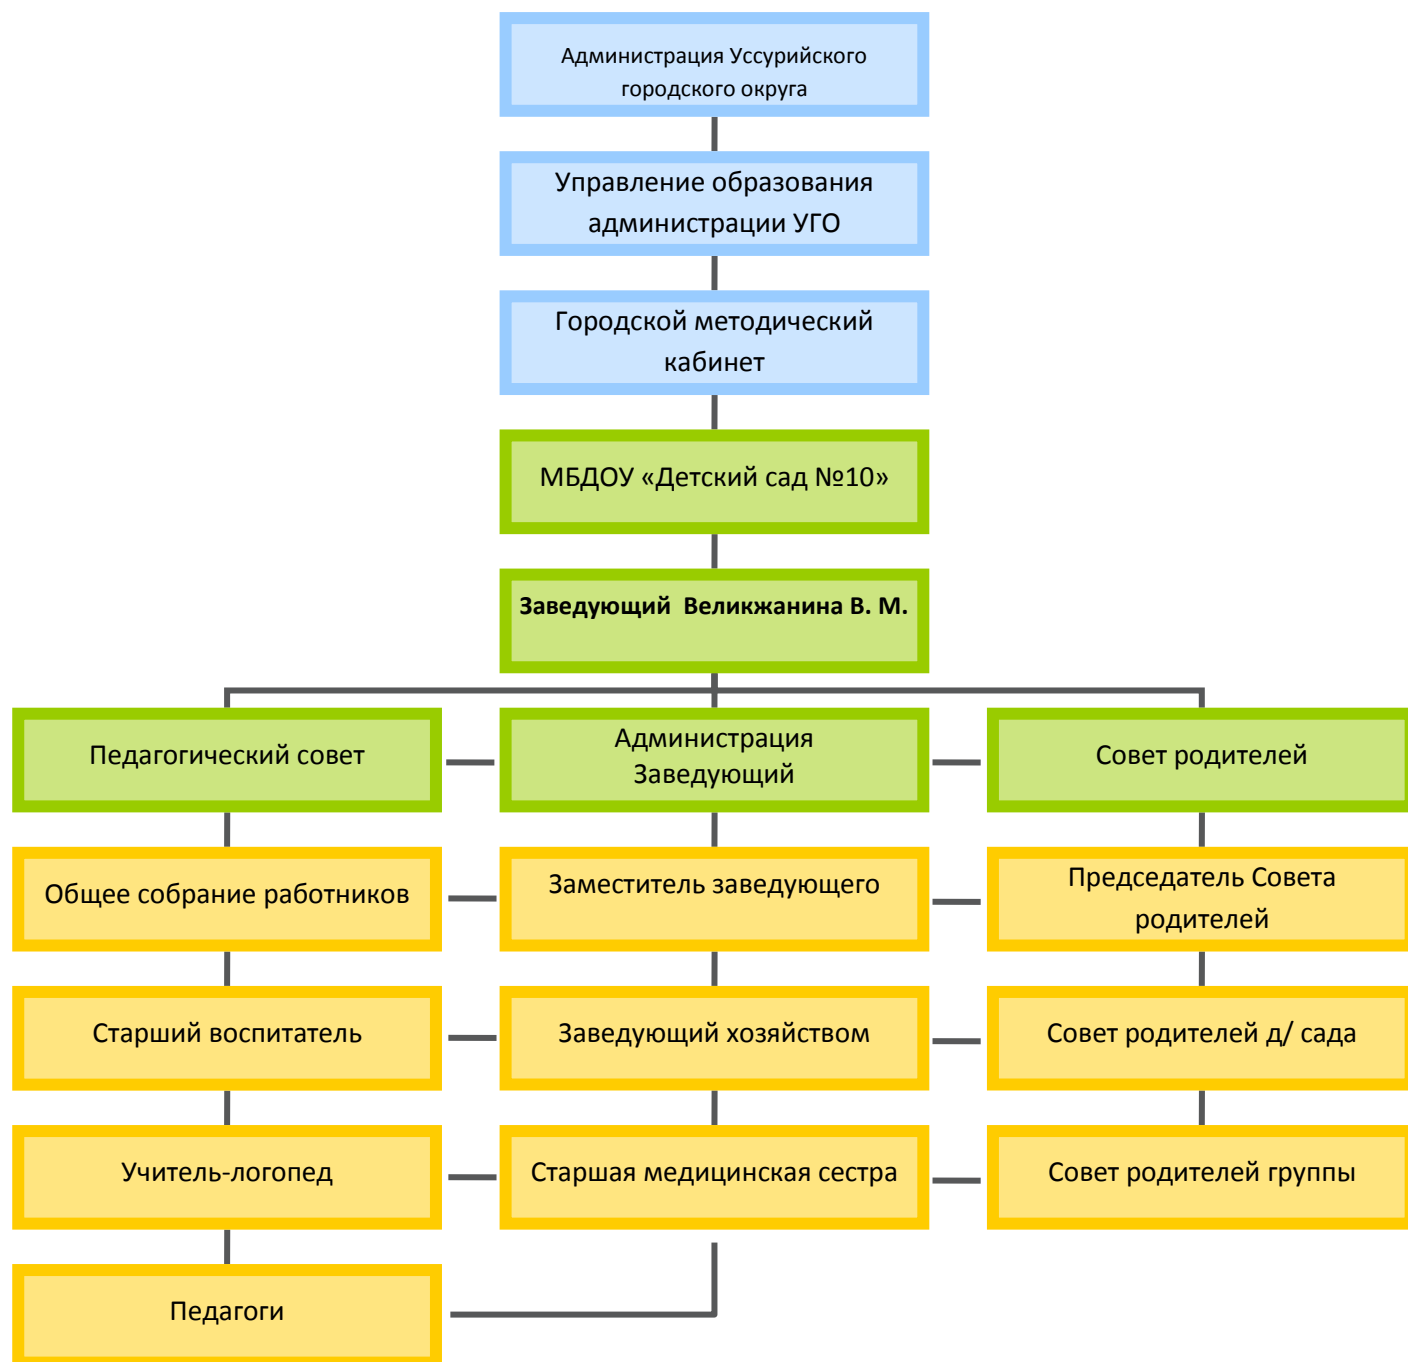 Администрация Уссурийского
городского округа
Управление образования
администрации УГО
Городской методический
кабинет
МБДОУ «Детский сад №10»
Заведующий Великжанина В. М.
Педагогический совет
Администрация
Заведующий
Совет родителей
Общее собрание работников
Заместитель заведующего
Председатель Совета
родителей
Старший воспитатель
Заведующий хозяйством
Совет родителей д/ сада
Учитель-логопед
Старшая медицинская сестра
Совет родителей группы
Педагоги